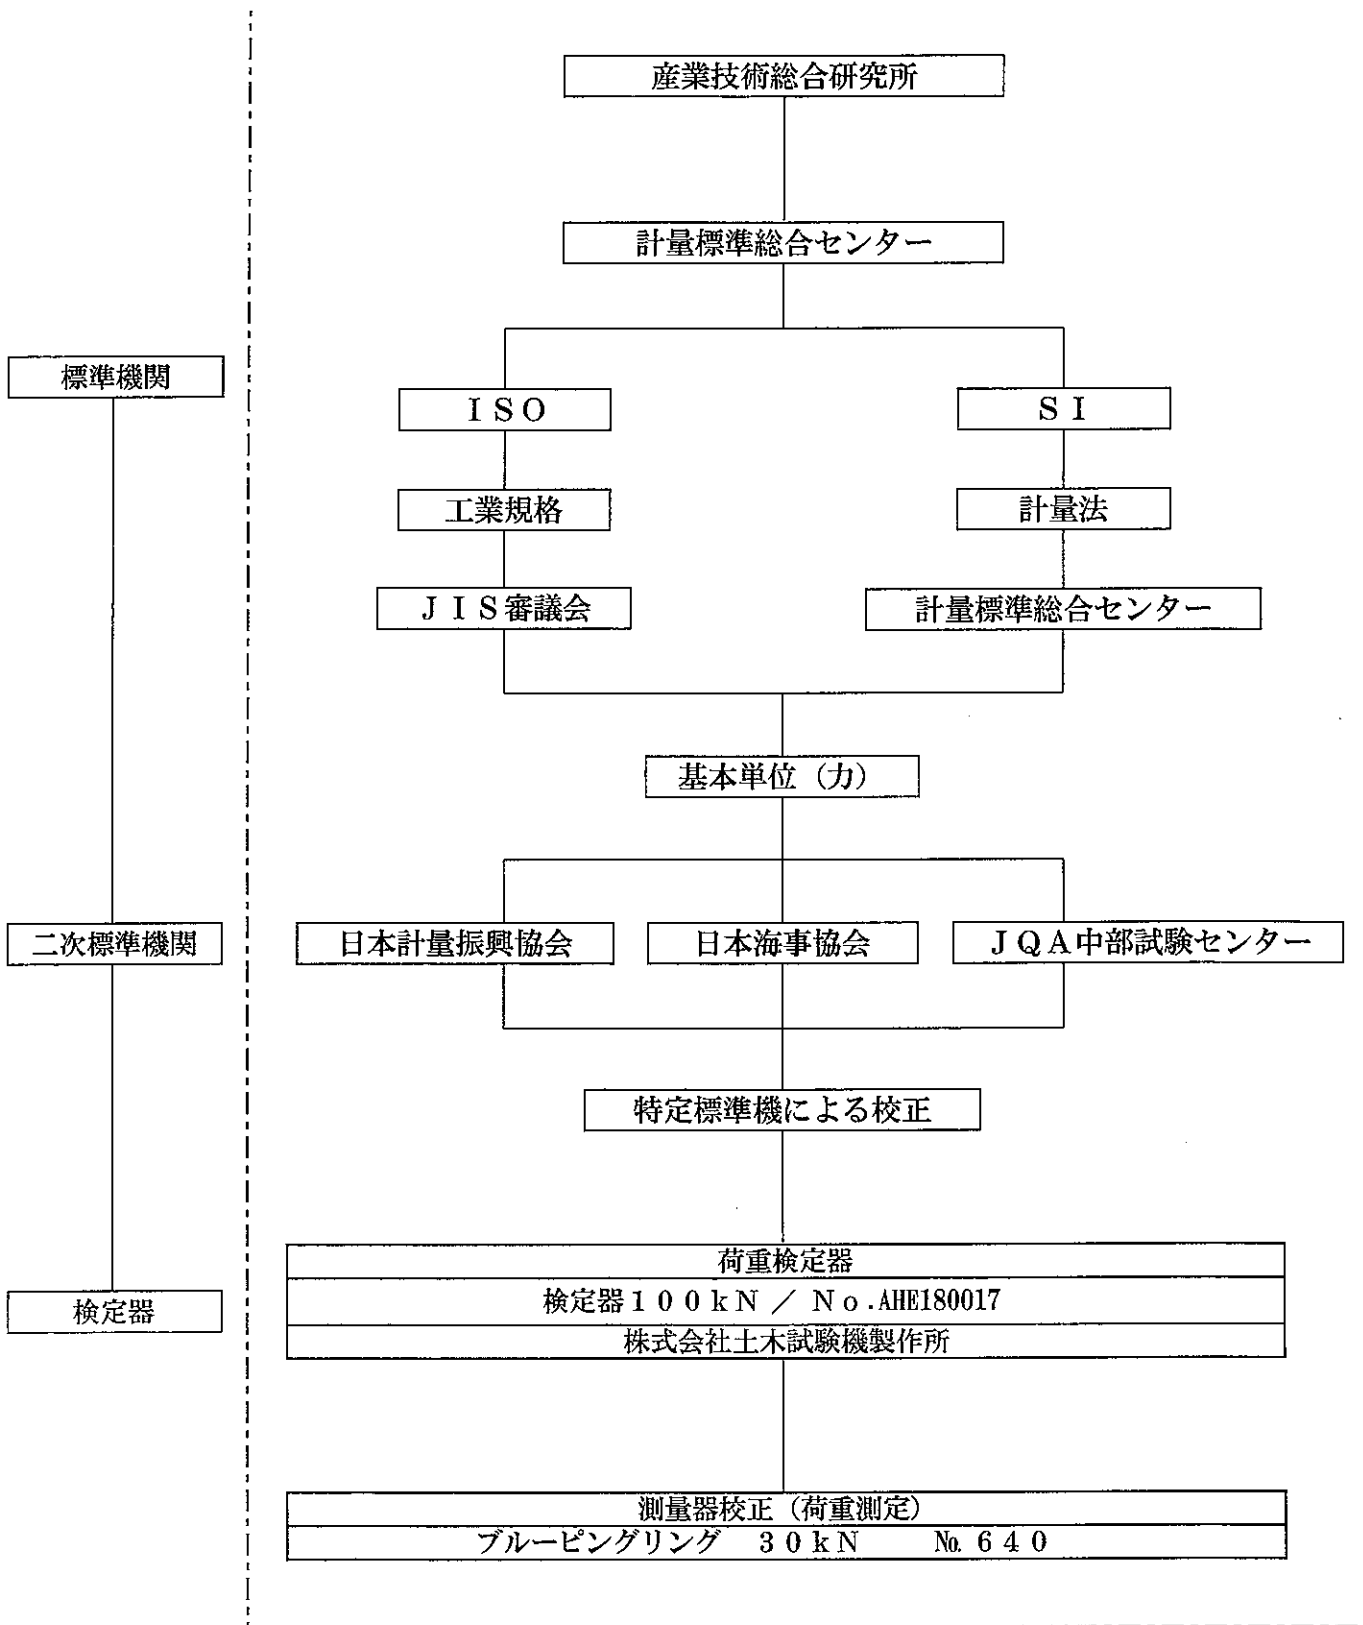 産業技術総合研究所
計量標準総合センター
標準機関
ISO
SI
工業規格
計量法
JIS審議会
計量標準総合センター
基本単位（力）
二次標準機関
日本計量振興協会
日本海事協会
JQA中部試験センター
特定標準機による校正
荷重検定器
検定器100kN ／ No.AHE180017
検定器
株式会社土木試験機製作所
測量器校正（荷重測定）
ブルーピングリング　30kN　　№640